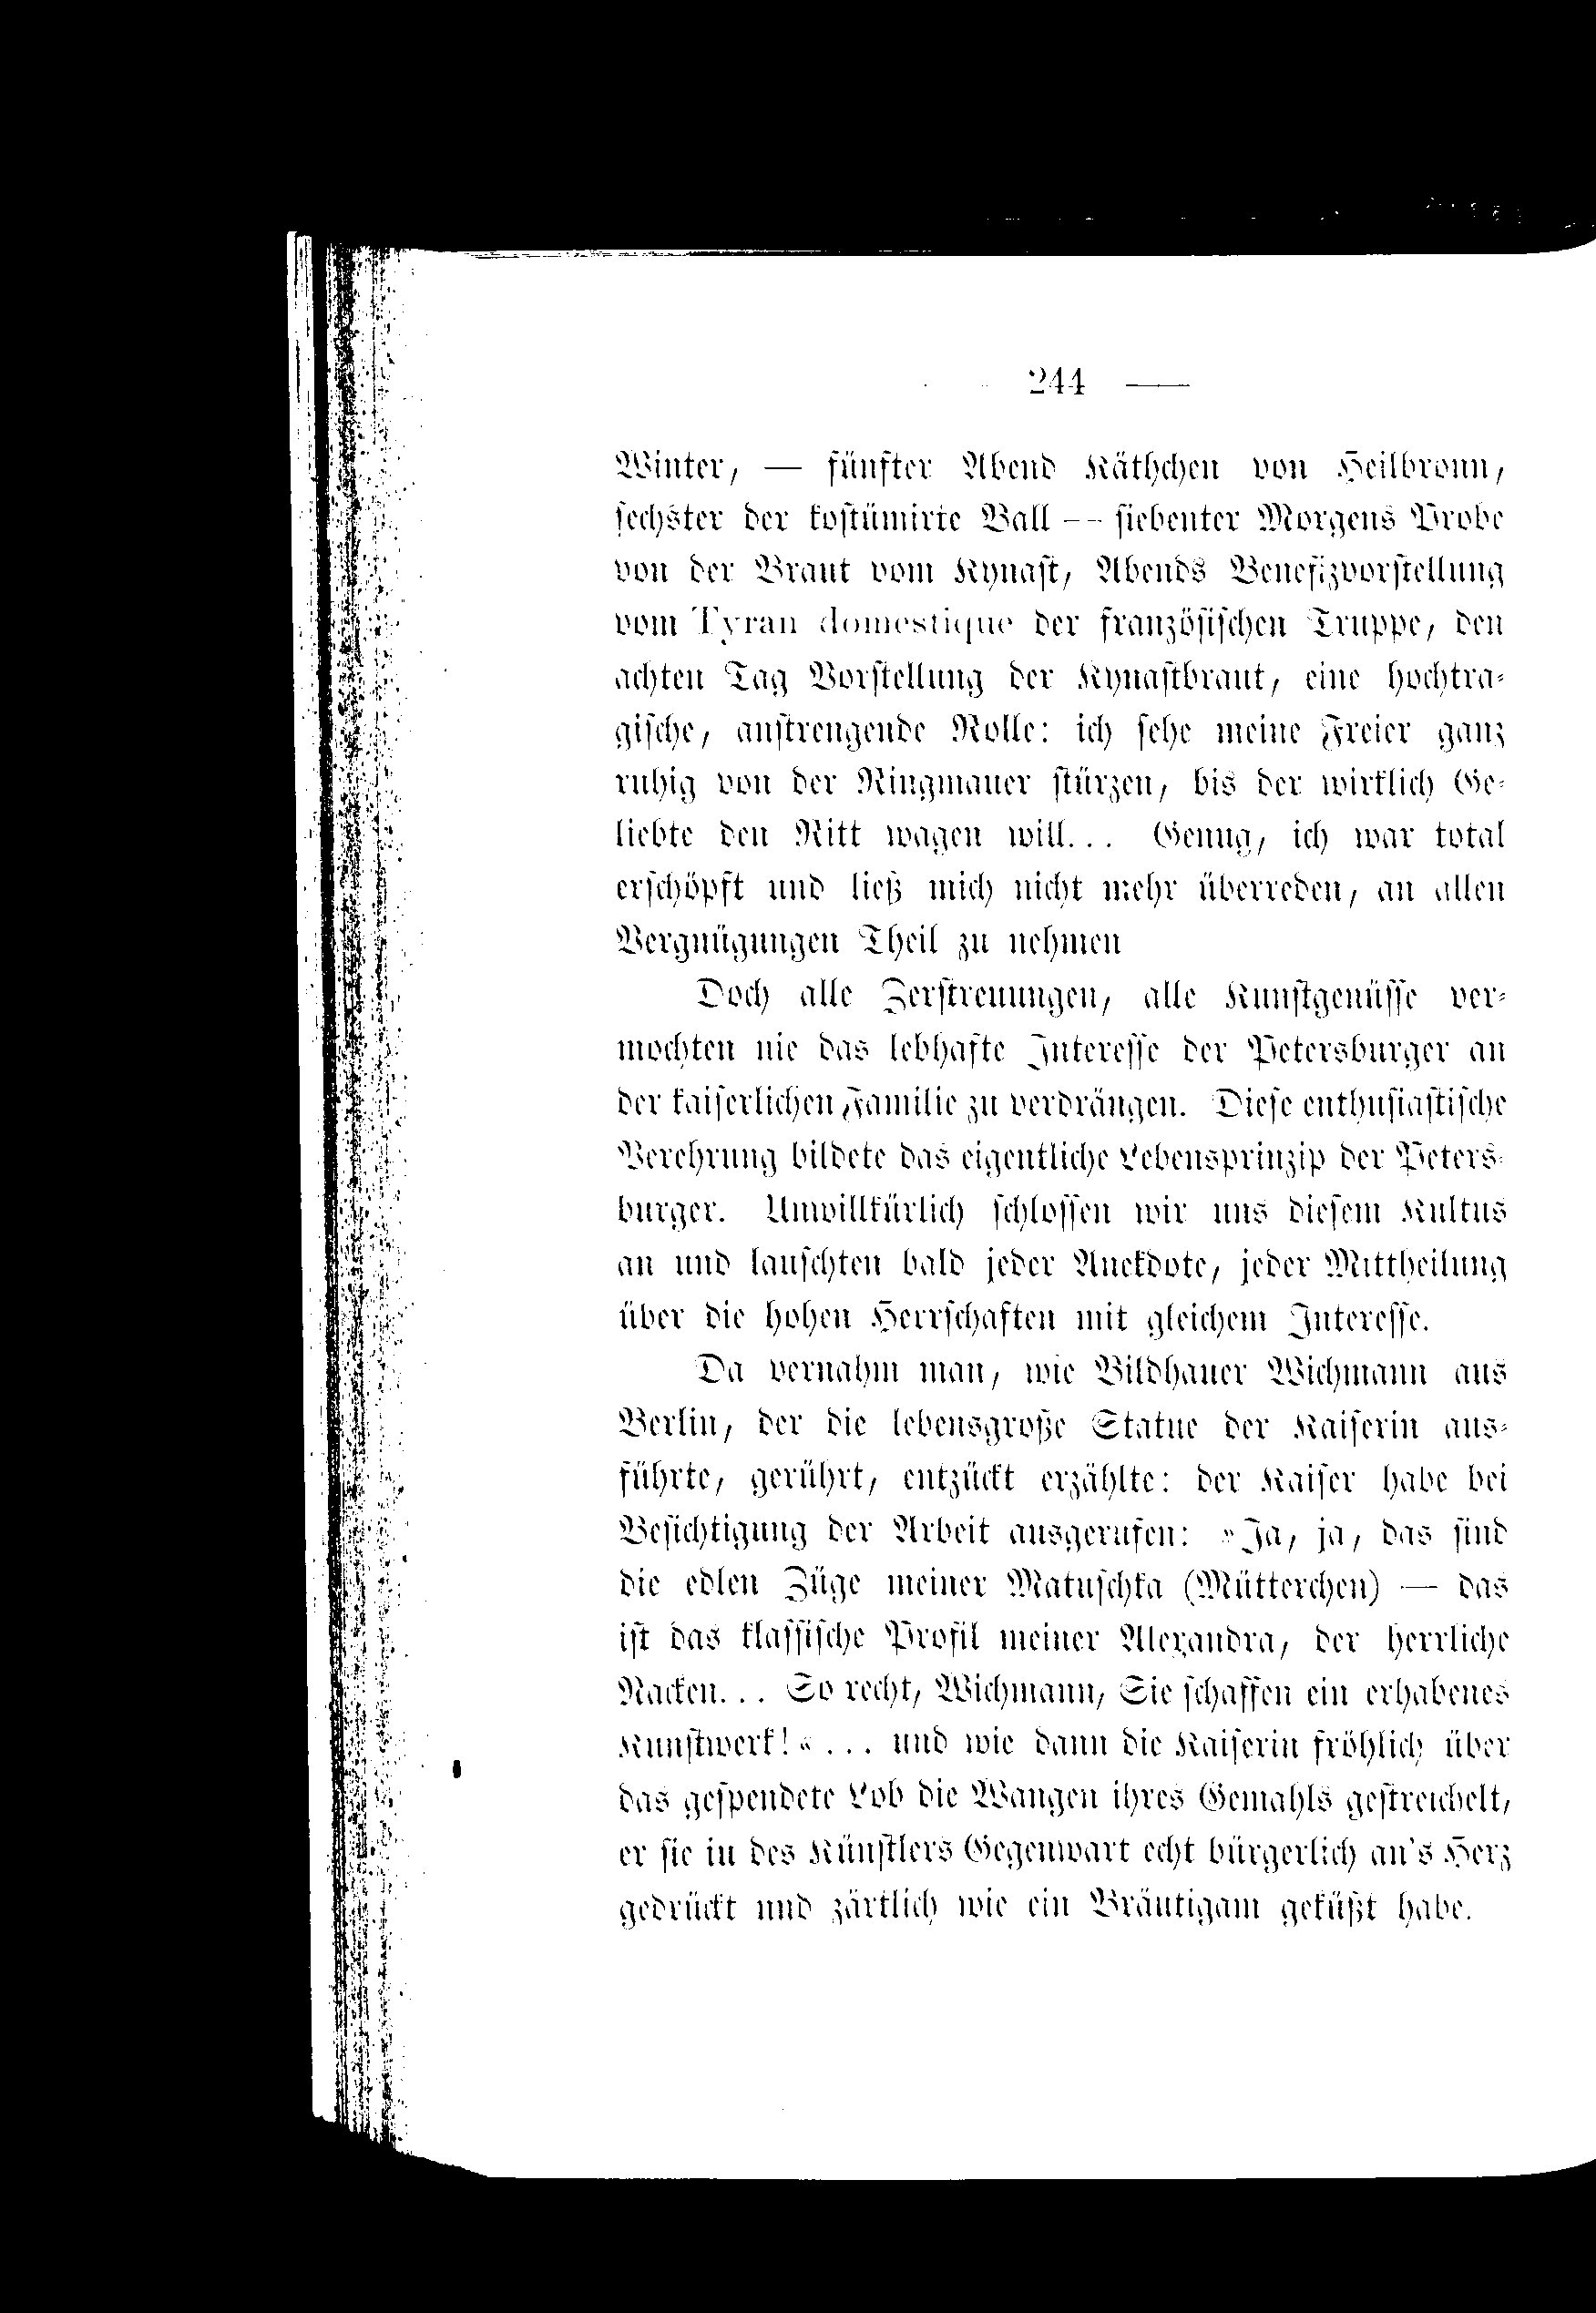 244 —
Winter, — fünfter Abend Käthchen von Heilbronn,
sechster der kostümirte Ball -- siebenter Morgens Probe
von der Braut vom Kynast, Abends Benefizvorstellung
vom Tyran domestique der französischen Truppe, den
achten Tag Vorstellung der Kynastbraut, eine hochtra-
gische, anstrengende Rolle: ich sehe meine Freier ganz
ruhig von der Ringmauer stürzen, bis der wirklich Ge-
liebte den Ritt wagen will... Genug, ich war total
erschöpft und ließ mich nicht mehr überreden, an allen
Vergnügungen Theil zu nehmen
Doch alle Zerstreuungen, alle Kunstgenüsse ver-
mochten nie das lebhafte Interesse der Petersburger an
der kaiserlichen Familie zu verdrängen. Diese enthusiastische
Verehrung bildete das eigentliche Lebensprinzip der Peters-
burger. Unwillkürlich schlossen wir uns diesem Kultus
an und lauschten bald jeder Anekdote, jeder Mittheilung
über die hohen Herrschaften mit gleichem Interesse.
Da vernahm man, wie Bildhauer Wichmann aus
Berlin, der die lebensgroße Statue der Kaiserin aus-
führte, gerührt, entzückt erzählte: der Kaiser habe bei
Besichtigung der Arbeit ausgerufen: »Ja, ja, das sind
die edlen Züge meiner Matuschka (Mütterchen) — das
ist das klassische Profil meiner Alexandra, der herrliche
Nacken... So recht, Wichmann, Sie schaffen ein erhabenes
Kunstwerk!«... und wie dann die Kaiserin fröhlich über
das gespendete Lob die Wangen ihres Gemahls gestreichelt,
er sie in des Künstlers Gegenwart echt bürgerlich an's Herz
gedrückt und zärtlich wie ein Bräutigam geküßt habe.